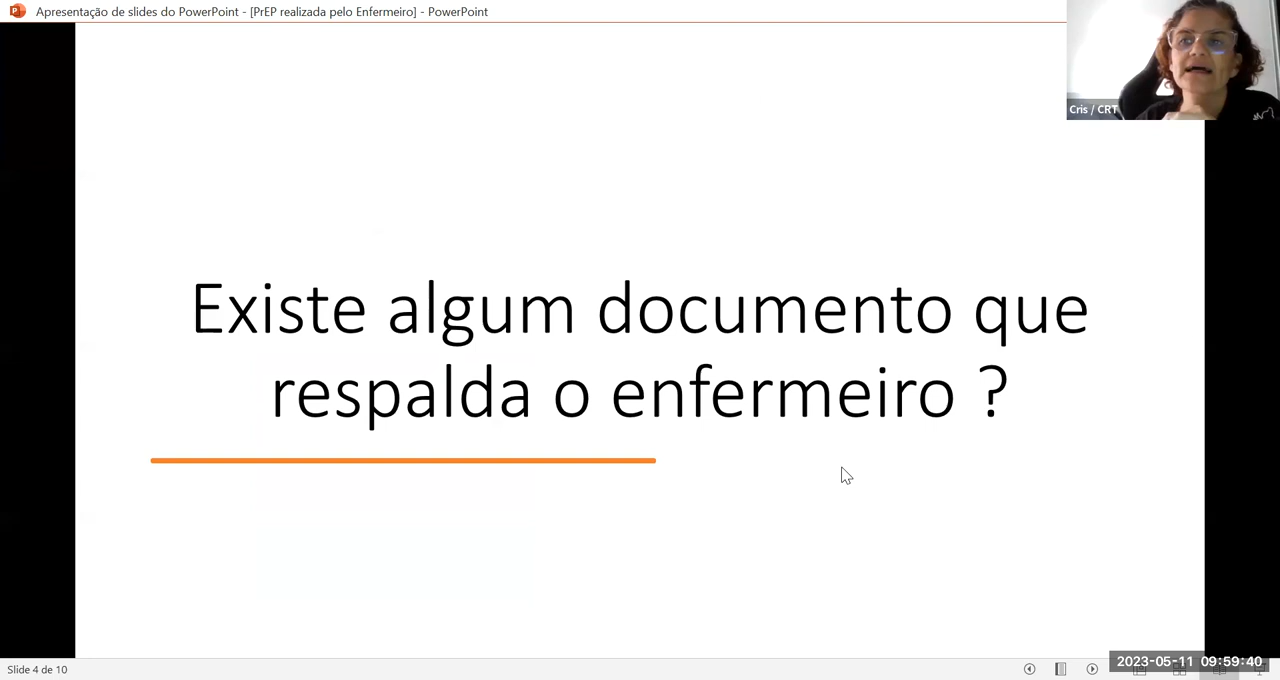 Apresentação de slides do PowerPoint - [PrEP realizada pelo Enfermeiro] - PowerPoint
Cris / CRT
Existe algum documento que
respalda o enfermeiro ?
Slide 4 de 10
2023-05-11 09:59:40